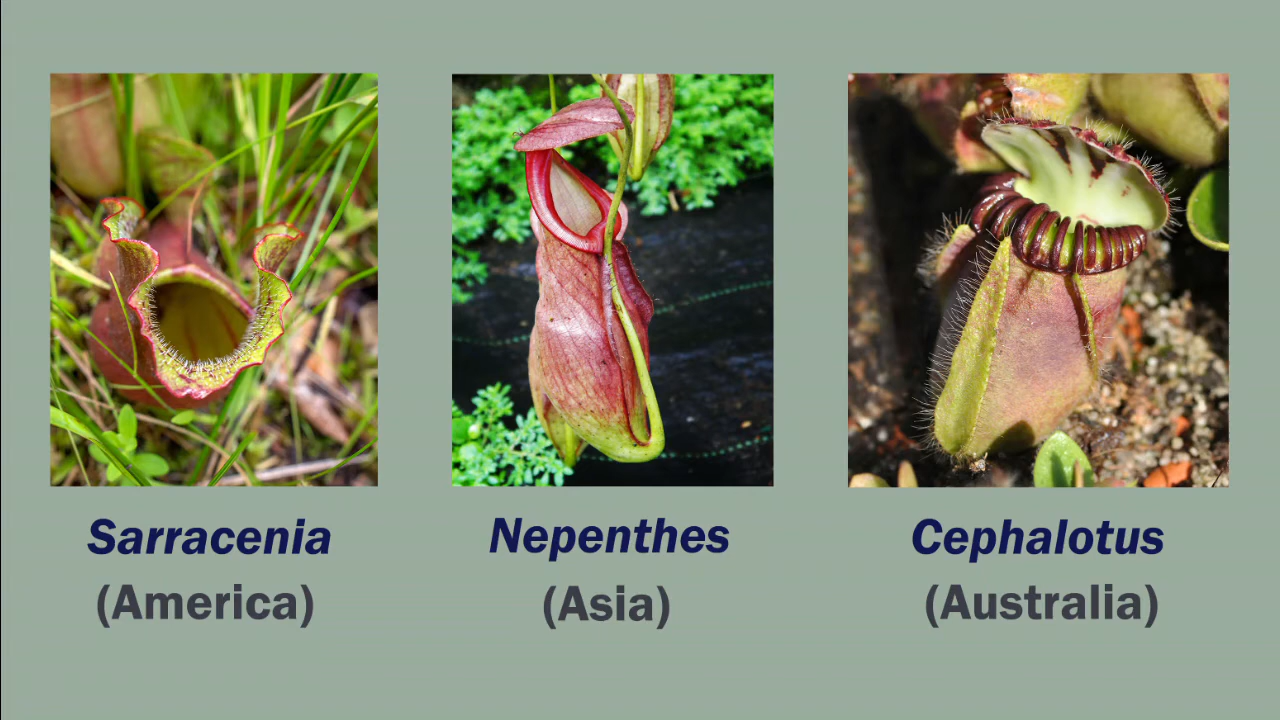 Sarracenia
(America)
Nepenthes
(Asia)
Cephalotus
(Australia)